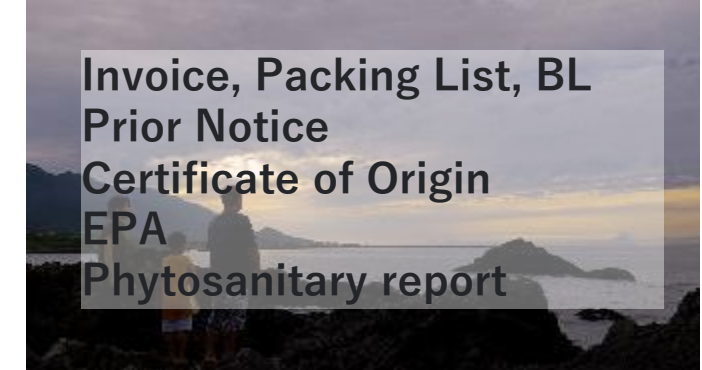 Invoice, Packing List, BL
Prior Notice
Certificate of Origin
EPA
Phytosanitary report